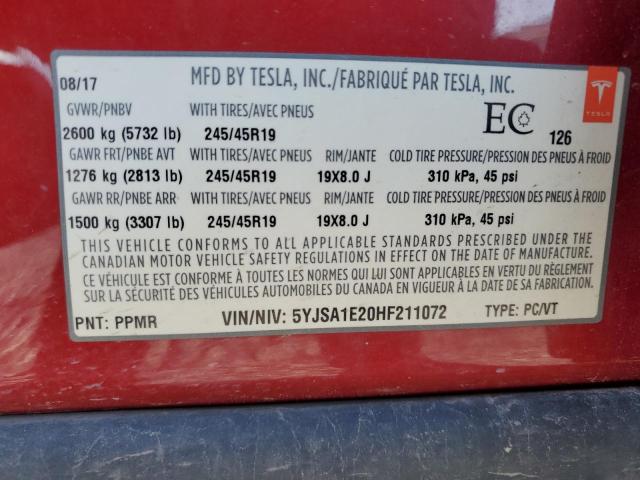 08/17 MFD BY TESLA, INC./FABRIQUÉ PAR TESLA, INC.
TESLA
GVWR/PNBV WITH TIRES/AVEC PNEUS
EC 126
2600 kg (5732 lb) 245/45R19
GAWR FRT/PNBE AVT WITH TIRES/AVEC PNEUS RIM/JANTE COLD TIRE PRESSURE/PRESSION DES PNEUS À FROID
1276 kg (2813 lb) 245/45R19 19X8.0 J 310 kPa, 45 psi
GAWR RR/PNBE ARR WITH TIRES/AVEC PNEUS RIM/JANTE COLD TIRE PRESSURE/PRESSION DES PNEUS À FROID
1500 kg (3307 lb) 245/45R19 19X8.0 J 310 kPa, 45 psi
THIS VEHICLE CONFORMS TO ALL APPLICABLE STANDARDS PRESCRIBED UNDER THE
CANADIAN MOTOR VEHICLE SAFETY REGULATIONS IN EFFECT ON THE DATE OF MANUFACTURE.
CE VÉHICULE EST CONFORME À TOUTES LES NORMES QUI LUI SONT APPLICABLES EN VERTU DU RÈGLEMENT
SUR LA SÉCURITÉ DES VÉHICULES AUTOMOBILES DU CANADA EN VIGUEUR À LA DATE DE SA FABRICATION
PNT: PPMR VIN/NIV: 5YJSA1E20HF211072 TYPE: PC/VT